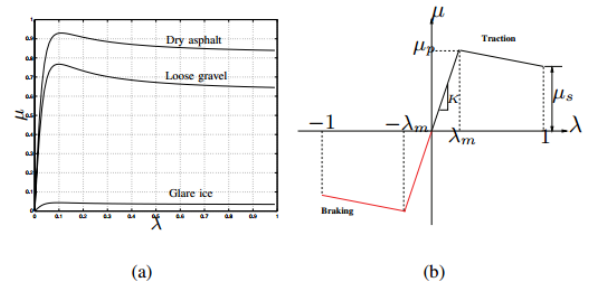 1
0.9
0.8
0.7
0.6
0.5
0.4
0.3
0.2
0.1
0
μ
Dry asphalt
Loose gravel
Glare ice
0 0.1 0.2 0.3 0.4 0.5 0.6 0.7 0.8 0.9 1
λ
(a)
μ
Traction
μp
K
μs
−1 −λm λm 1 λ
Braking
(b)